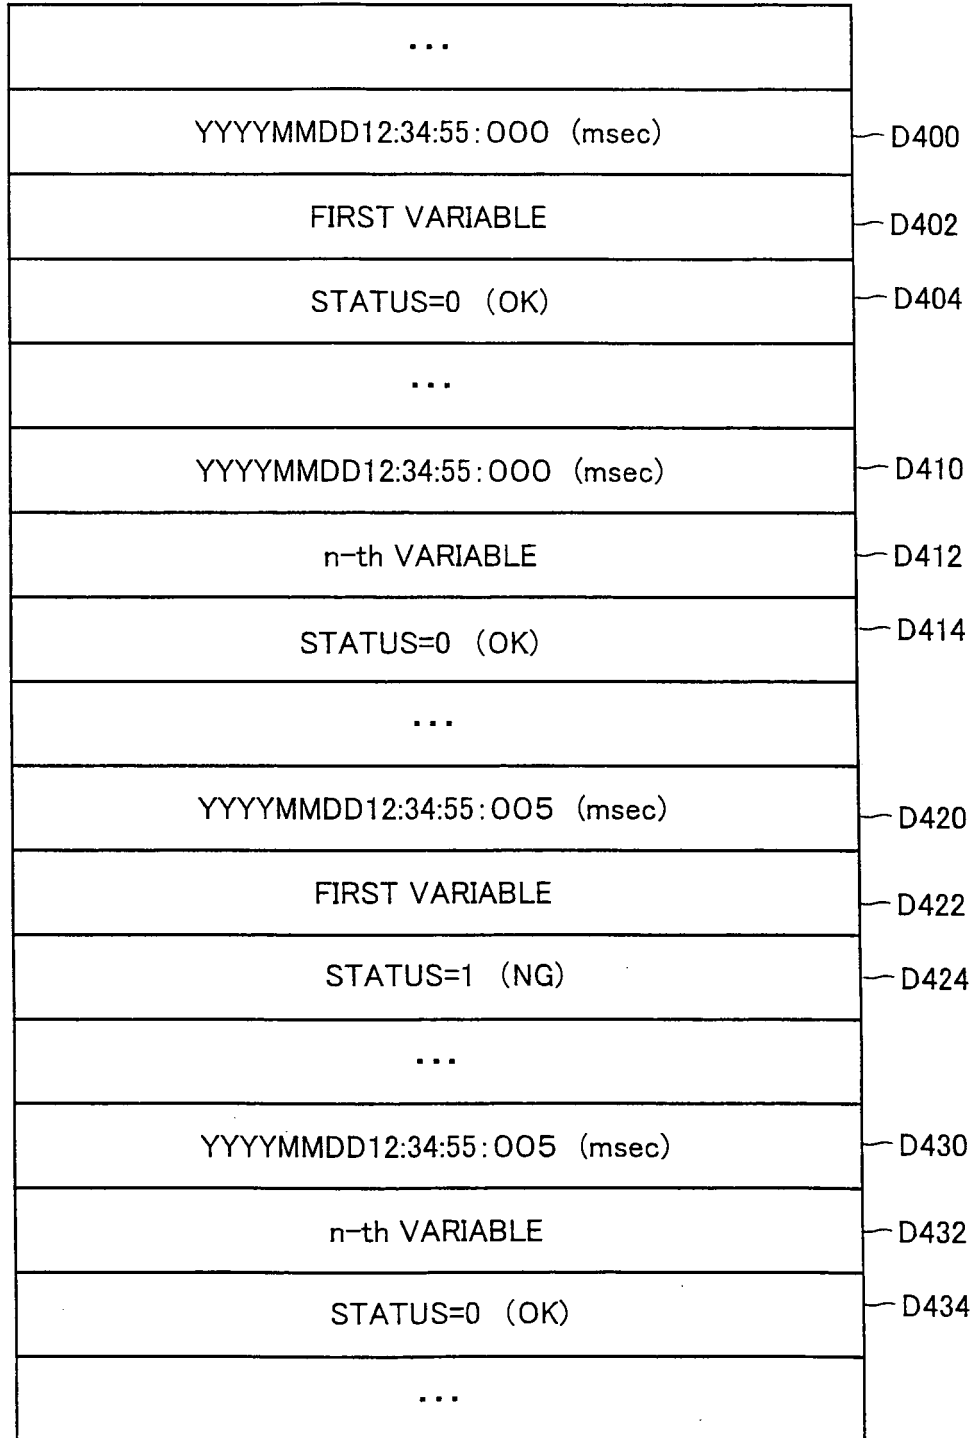 ...
YYYYMMDD12:34:55:000 (msec) D400
FIRST VARIABLE D402
STATUS=0 (OK) D404
...
YYYYMMDD12:34:55:000 (msec) D410
n-th VARIABLE D412
STATUS=0 (OK) D414
...
YYYYMMDD12:34:55:005 (msec) D420
FIRST VARIABLE D422
STATUS=1 (NG) D424
...
YYYYMMDD12:34:55:005 (msec) D430
n-th VARIABLE D432
STATUS=0 (OK) D434
...